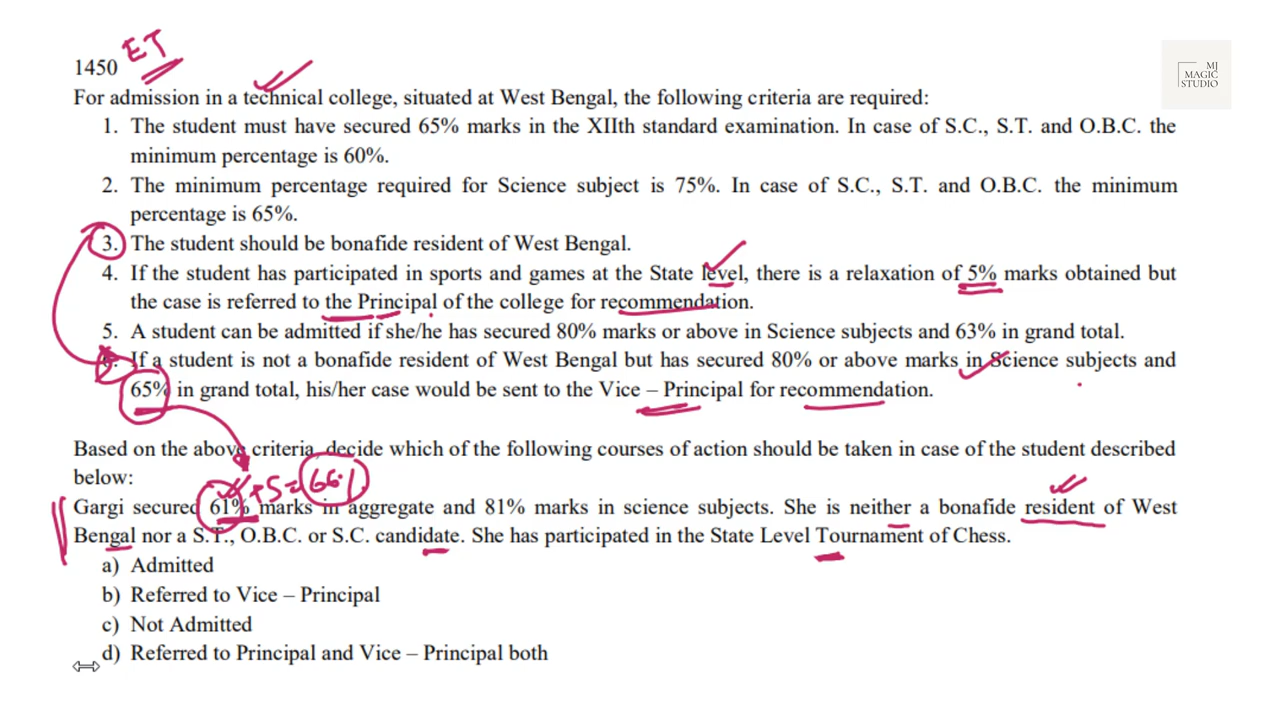 ET
MJ
MAGIC
STUDIO
1450
For admission in a technical college, situated at West Bengal, the following criteria are required:
1. The student must have secured 65% marks in the XIIth standard examination. In case of S.C., S.T. and O.B.C. the
minimum percentage is 60%.
2. The minimum percentage required for Science subject is 75%. In case of S.C., S.T. and O.B.C. the minimum
percentage is 65%.
3. The student should be bonafide resident of West Bengal.
4. If the student has participated in sports and games at the State level, there is a relaxation of 5% marks obtained but
the case is referred to the Principal of the college for recommendation.
5. A student can be admitted if she/he has secured 80% marks or above in Science subjects and 63% in grand total.
If a student is not a bonafide resident of West Bengal but has secured 80% or above marks in Science subjects and
65% in grand total, his/her case would be sent to the Vice – Principal for recommendation.
Based on the above criteria, decide which of the following courses of action should be taken in case of the student described
below:
+5=66%
Gargi secured 61% marks in aggregate and 81% marks in science subjects. She is neither a bonafide resident of West
Bengal nor a S.T., O.B.C. or S.C. candidate. She has participated in the State Level Tournament of Chess.
a) Admitted
b) Referred to Vice – Principal
c) Not Admitted
d) Referred to Principal and Vice – Principal both